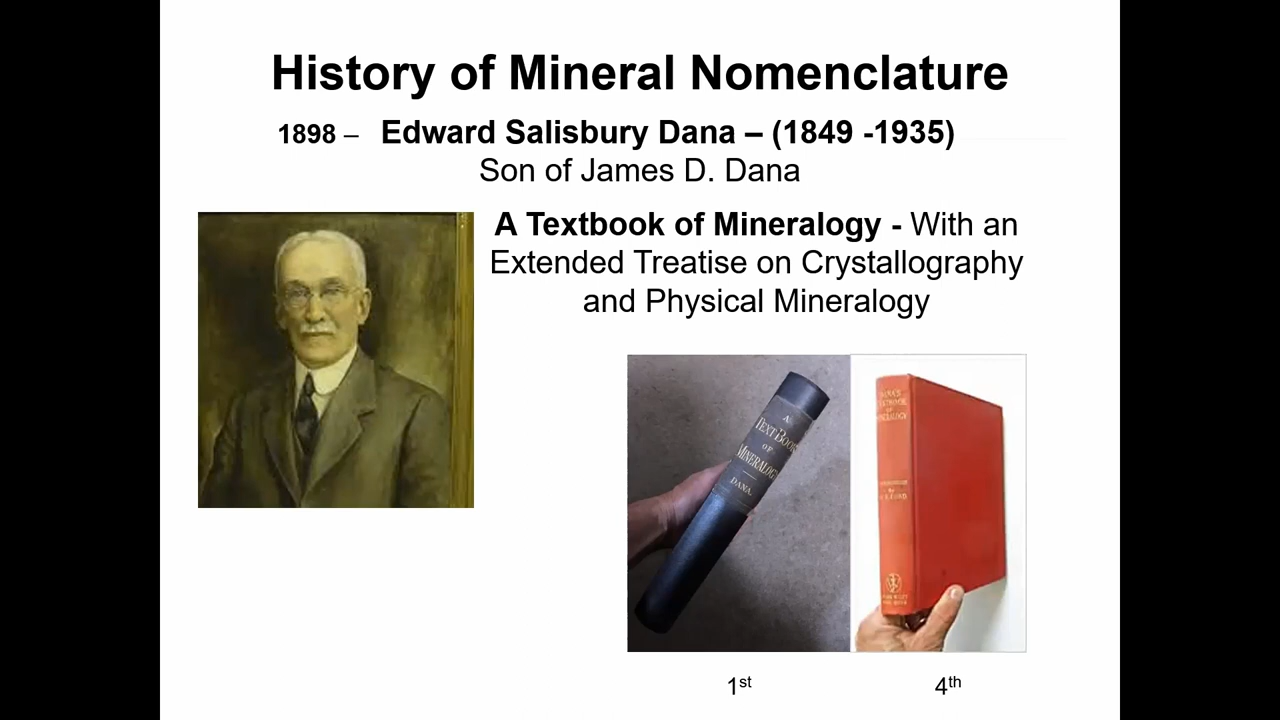 History of Mineral Nomenclature
1898 – Edward Salisbury Dana – (1849 -1935)
Son of James D. Dana
A Textbook of Mineralogy - With an
Extended Treatise on Crystallography
and Physical Mineralogy
A
TEXT BOOK
OF
MINERALOGY
DANA.
DANA'S
TEXTBOOK
OF
MINERALOGY
1st
4th